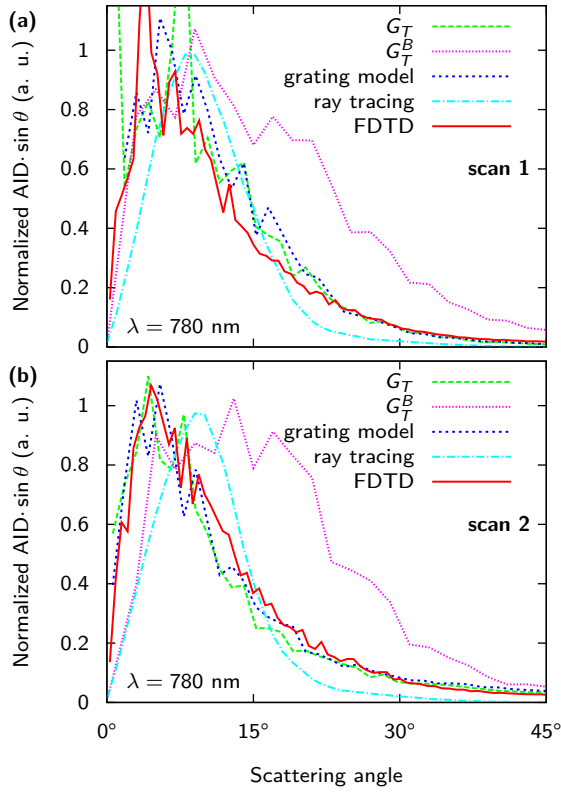 (a)
Normalized AID· sin θ (a. u.)
1
0.8
0.6
0.4
0.2
0
G_T
G_T^B
grating model
ray tracing
FDTD
scan 1
λ = 780 nm
(b)
Normalized AID· sin θ (a. u.)
1
0.8
0.6
0.4
0.2
0
G_T
G_T^B
grating model
ray tracing
FDTD
scan 2
λ = 780 nm
0° 15° 30° 45°
Scattering angle